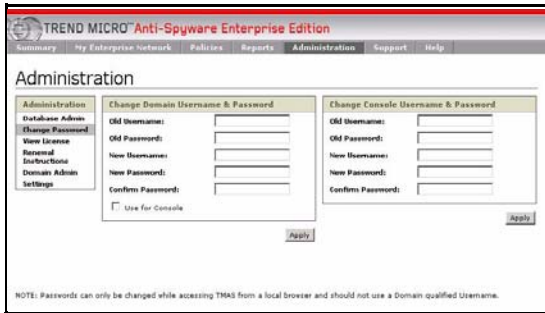 TREND MICRO™ Anti-Spyware Enterprise Edition
Summary My Enterprise Network Policies Reports Administration Support Help
Administration
Administration
Database Admin
Change Password
View License
Renewal
Instructions
Domain Admin
Settings
Change Domain Username & Password
Old Username:
Old Password:
New Username:
New Password:
Confirm Password:
Use for Console
Apply
Change Console Username & Password
Old Username:
Old Password:
New Username:
New Password:
Confirm Password:
Apply
NOTE: Passwords can only be changed while accessing TMAS from a local browser and should not use a Domain qualified Username.